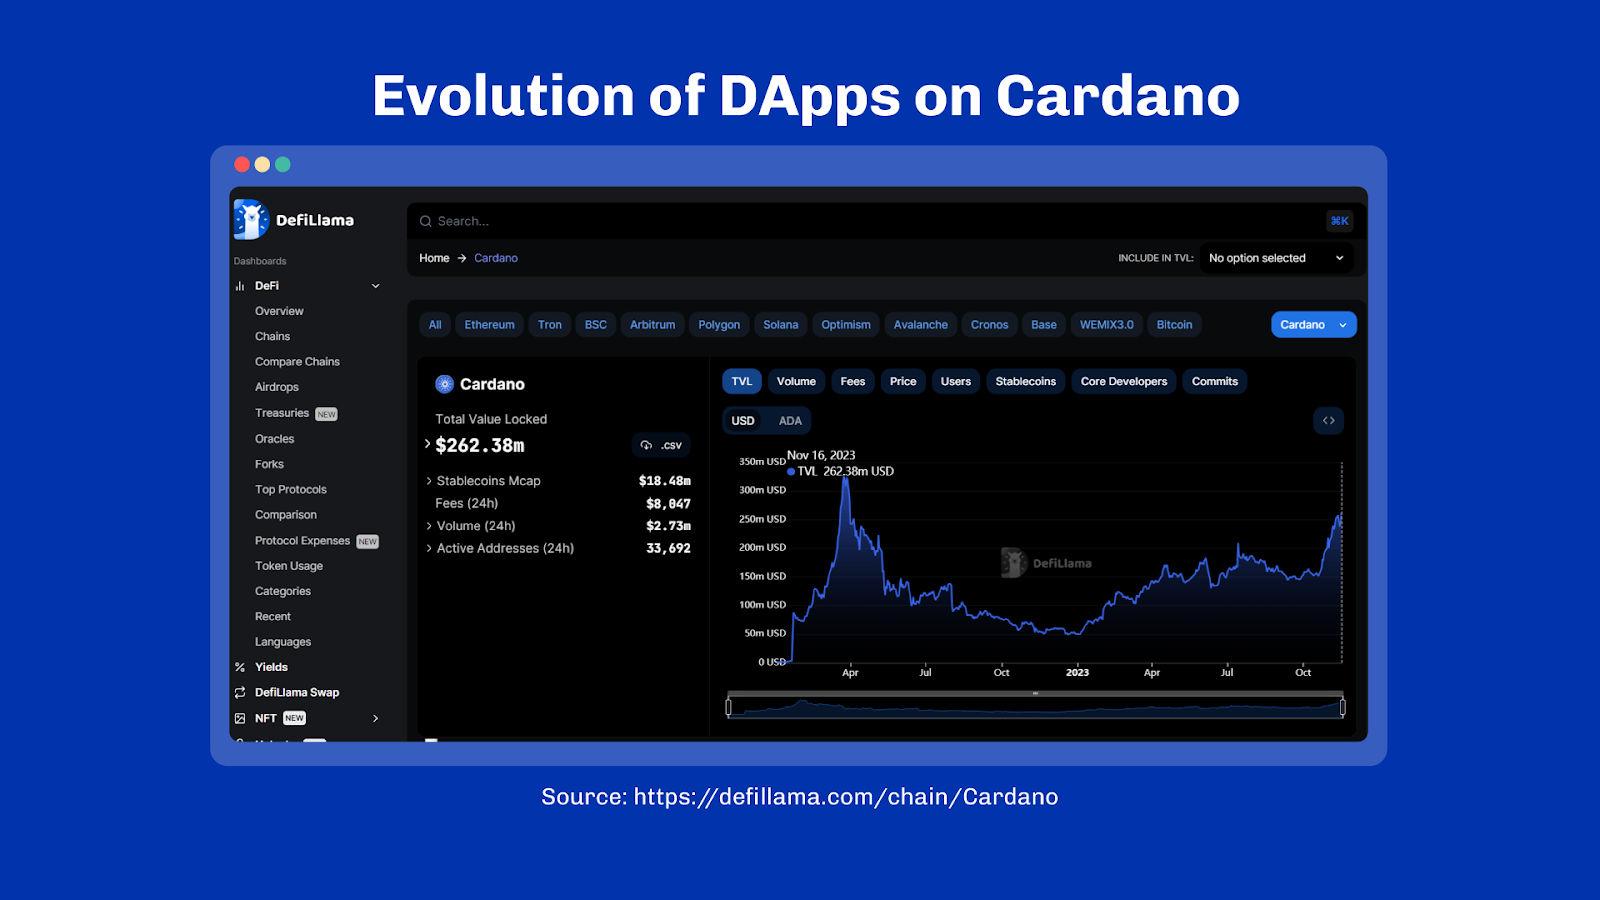 Evolution of DApps on Cardano
DefiLlama
Search...
⌘K
Home → Cardano
INCLUDE IN TVL: No option selected
Dashboards
DeFi
Overview
Chains
Compare Chains
Airdrops
Treasuries NEW
Oracles
Forks
Top Protocols
Comparison
Protocol Expenses NEW
Token Usage
Categories
Recent
Languages
Yields
DefiLlama Swap
NFT NEW
All Ethereum Tron BSC Arbitrum Polygon Solana Optimism Avalanche Cronos Base WEMIX3.0 Bitcoin Cardano
Cardano
Total Value Locked
$262.38m .csv
Stablecoins Mcap $18.48m
Fees (24h) $8,047
Volume (24h) $2.73m
Active Addresses (24h) 33,692
TVL Volume Fees Price Users Stablecoins Core Developers Commits
USD ADA
Nov 16, 2023
TVL 262.38m USD
350m USD
300m USD
250m USD
200m USD
150m USD
100m USD
50m USD
0 USD
DefiLlama
Apr Jul Oct 2023 Apr Jul Oct
Source: https://defillama.com/chain/Cardano